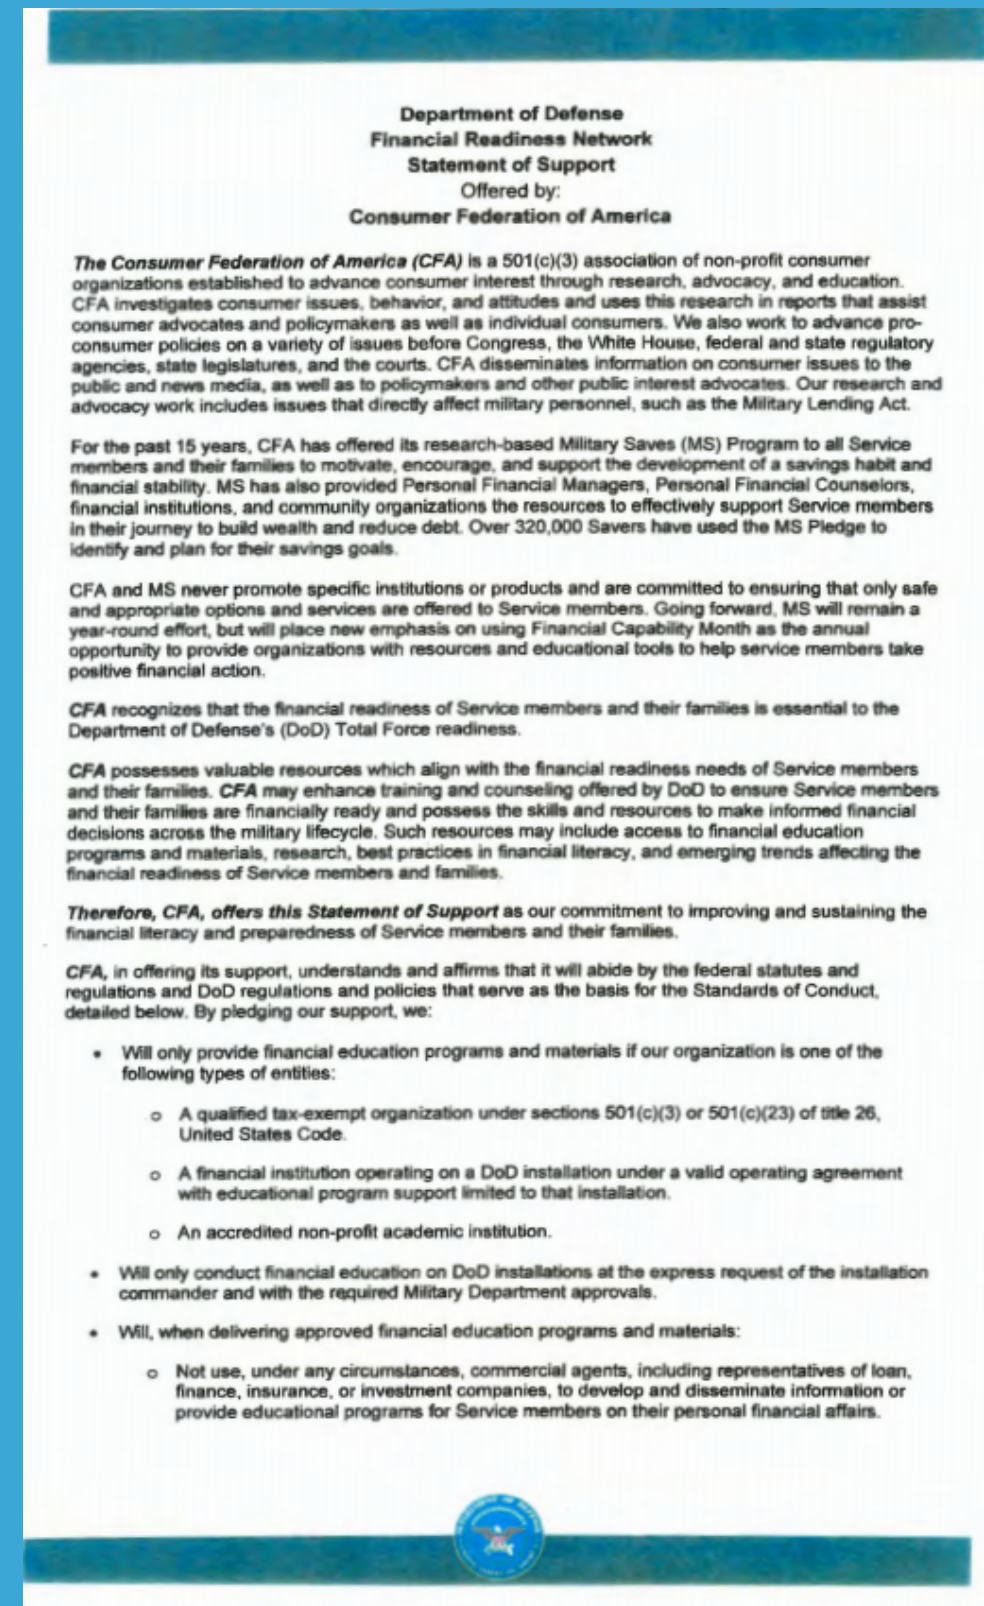 Department of Defense
Financial Readiness Network
Statement of Support
Offered by:
Consumer Federation of America
The Consumer Federation of America (CFA) is a 501(c)(3) association of non-profit consumer
organizations established to advance consumer interest through research, advocacy, and education.
CFA investigates consumer issues, behavior, and attitudes and uses this research in reports that assist
consumer advocates and policymakers as well as individual consumers. We also work to advance pro-
consumer policies on a variety of issues before Congress, the White House, federal and state regulatory
agencies, state legislatures, and the courts. CFA disseminates information on consumer issues to the
public and news media, as well as to policymakers and other public interest advocates. Our research and
advocacy work includes issues that directly affect military personnel, such as the Military Lending Act.
For the past 15 years, CFA has offered its research-based Military Saves (MS) Program to all Service
members and their families to motivate, encourage, and support the development of a savings habit and
financial stability. MS has also provided Personal Financial Managers, Personal Financial Counselors,
financial institutions, and community organizations the resources to effectively support Service members
in their journey to build wealth and reduce debt. Over 320,000 Savers have used the MS Pledge to
identify and plan for their savings goals.
CFA and MS never promote specific institutions or products and are committed to ensuring that only safe
and appropriate options and services are offered to Service members. Going forward, MS will remain a
year-round effort, but will place new emphasis on using Financial Capability Month as the annual
opportunity to provide organizations with resources and educational tools to help service members take
positive financial action.
CFA recognizes that the financial readiness of Service members and their families is essential to the
Department of Defense's (DoD) Total Force readiness.
CFA possesses valuable resources which align with the financial readiness needs of Service members
and their families. CFA may enhance training and counseling offered by DoD to ensure Service members
and their families are financially ready and possess the skills and resources to make informed financial
decisions across the military lifecycle. Such resources may include access to financial education
programs and materials, research, best practices in financial literacy, and emerging trends affecting the
financial readiness of Service members and families.
Therefore, CFA, offers this Statement of Support as our commitment to improving and sustaining the
financial literacy and preparedness of Service members and their families.
CFA, in offering its support, understands and affirms that it will abide by the federal statutes and
regulations and DoD regulations and policies that serve as the basis for the Standards of Conduct,
detailed below. By pledging our support, we:
• Will only provide financial education programs and materials if our organization is one of the
following types of entities:
o A qualified tax-exempt organization under sections 501(c)(3) or 501(c)(23) of title 26,
United States Code.
o A financial institution operating on a DoD installation under a valid operating agreement
with educational program support limited to that installation.
o An accredited non-profit academic institution.
• Will only conduct financial education on DoD installations at the express request of the installation
commander and with the required Military Department approvals.
• Will, when delivering approved financial education programs and materials:
o Not use, under any circumstances, commercial agents, including representatives of loan,
finance, insurance, or investment companies, to develop and disseminate information or
provide educational programs for Service members on their personal financial affairs.